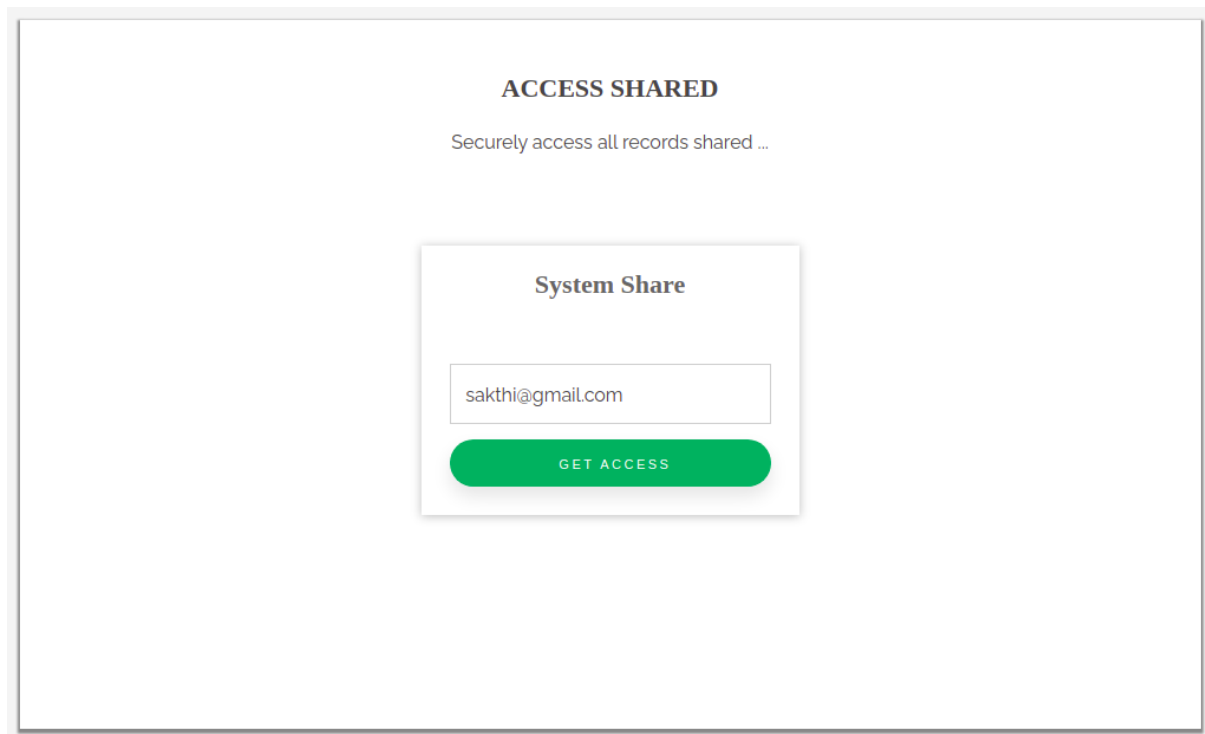 ACCESS SHARED
Securely access all records shared ...
System Share
sakthi@gmail.com
GET ACCESS